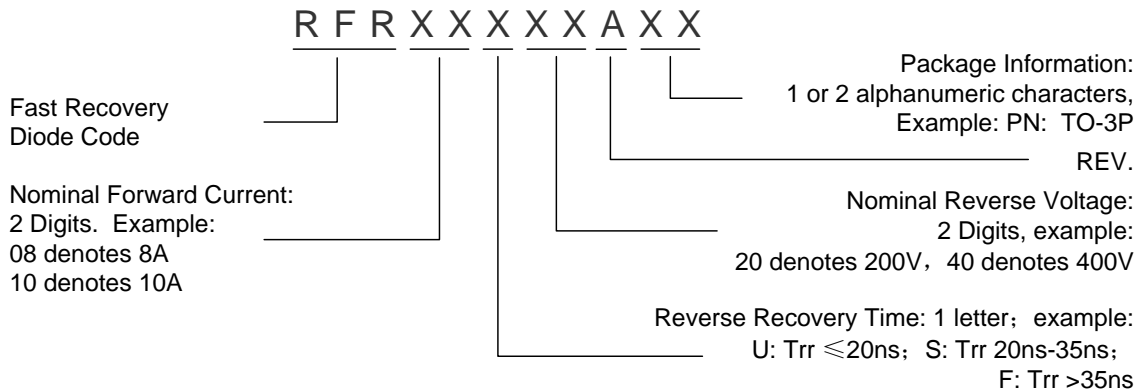 RFRXXXXXAXX
Fast Recovery
Diode Code
Nominal Forward Current:
2 Digits. Example:
08 denotes 8A
10 denotes 10A
Package Information:
1 or 2 alphanumeric characters,
Example: PN: TO-3P
REV.
Nominal Reverse Voltage:
2 Digits, example:
20 denotes 200V，40 denotes 400V
Reverse Recovery Time: 1 letter；example:
U: Trr ≤20ns；S: Trr 20ns-35ns；
F: Trr >35ns